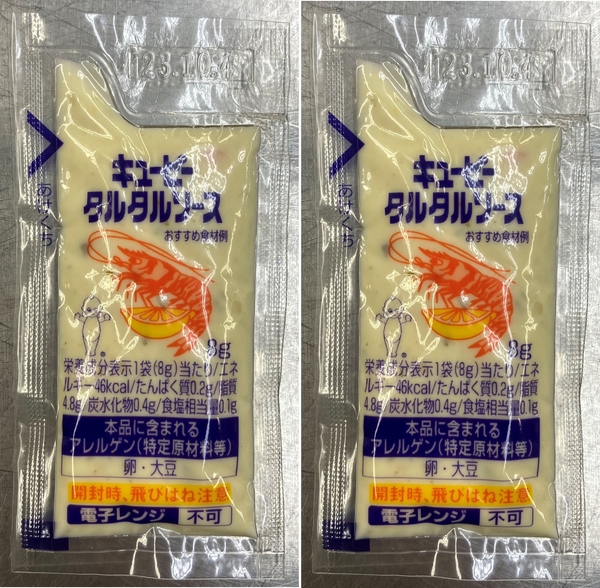 キューピー
タルタルソース
おすすめ食材例
あけくち
8g
栄養成分表示1袋(8g)当たり/エネ
ルギー46kcal/たんぱく質0.2g/脂質
4.8g/炭水化物0.4g/食塩相当量0.1g
本品に含まれる
アレルゲン(特定原材料等)
卵・大豆
開封時、飛びはね注意
電子レンジ 不可
キューピー
タルタルソース
おすすめ食材例
あけくち
8g
栄養成分表示1袋(8g)当たり/エネ
ルギー46kcal/たんぱく質0.2g/脂質
4.8g/炭水化物0.4g/食塩相当量0.1g
本品に含まれる
アレルゲン(特定原材料等)
卵・大豆
開封時、飛びはね注意
電子レンジ 不可